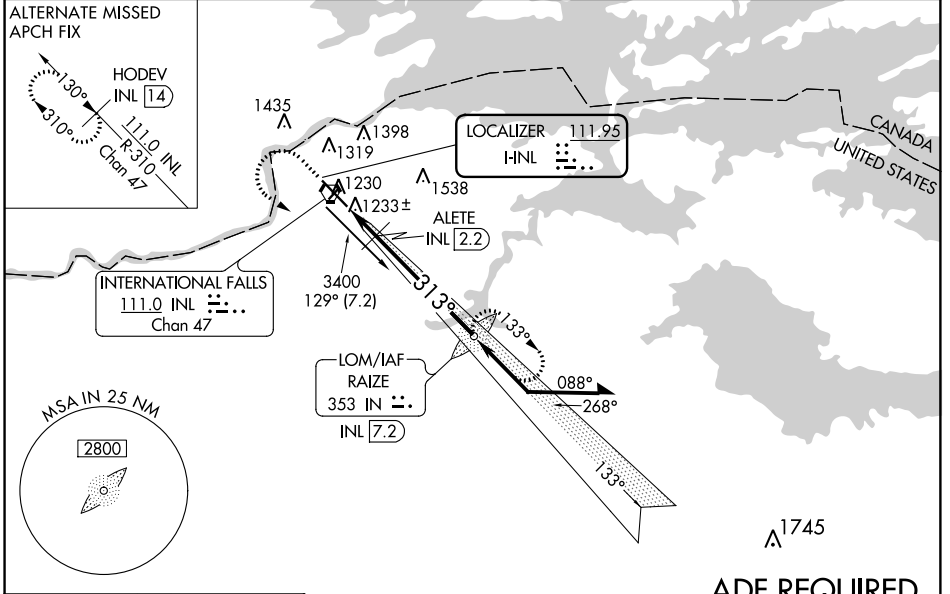 ALTERNATE MISSED
APCH FIX
HODEV
INL 14
130°
310°
111.0 INL
R-310
Chan 47
1435
1398
1319
LOCALIZER 111.95
I-INL
CANADA
UNITED STATES
1230
1538
1233±
ALETE
INL 2.2
INTERNATIONAL FALLS
111.0 INL
Chan 47
3400
129° (7.2)
313°
133°
LOM/IAF
RAIZE
353 IN
INL 7.2
088°
268°
MSA IN 25 NM
2800
133°
1745
ADF REQUIRED